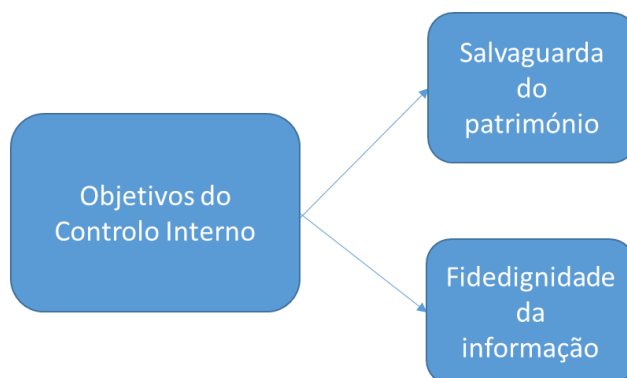 Objetivos do
Controlo Interno
Salvaguarda
do
património
Fidedignidade
da
informação